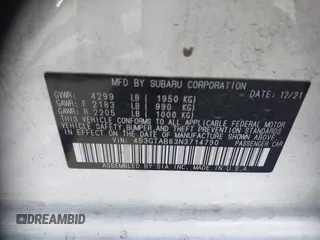 MFD. BY SUBARU CORPORATION
GVWR: 4299 LB ( 1950 KG) DATE: 12/21
GAWR: F 2183 LB ( 990 KG)
GAWR: R 2205 LB ( 1000 KG)
THIS VEHICLE CONFORMS TO ALL APPLICABLE FEDERAL MOTOR
VEHICLE SAFETY, BUMPER, AND THEFT PREVENTION STANDARDS
IN EFFECT ON THE DATE OF MANUFACTURE SHOWN ABOVE.
VIN: 4S3GTAB63N3714790 PASSENGER CAR
ASSEMBLED BY SIA INC. IN U.S.A.
DREAMBID